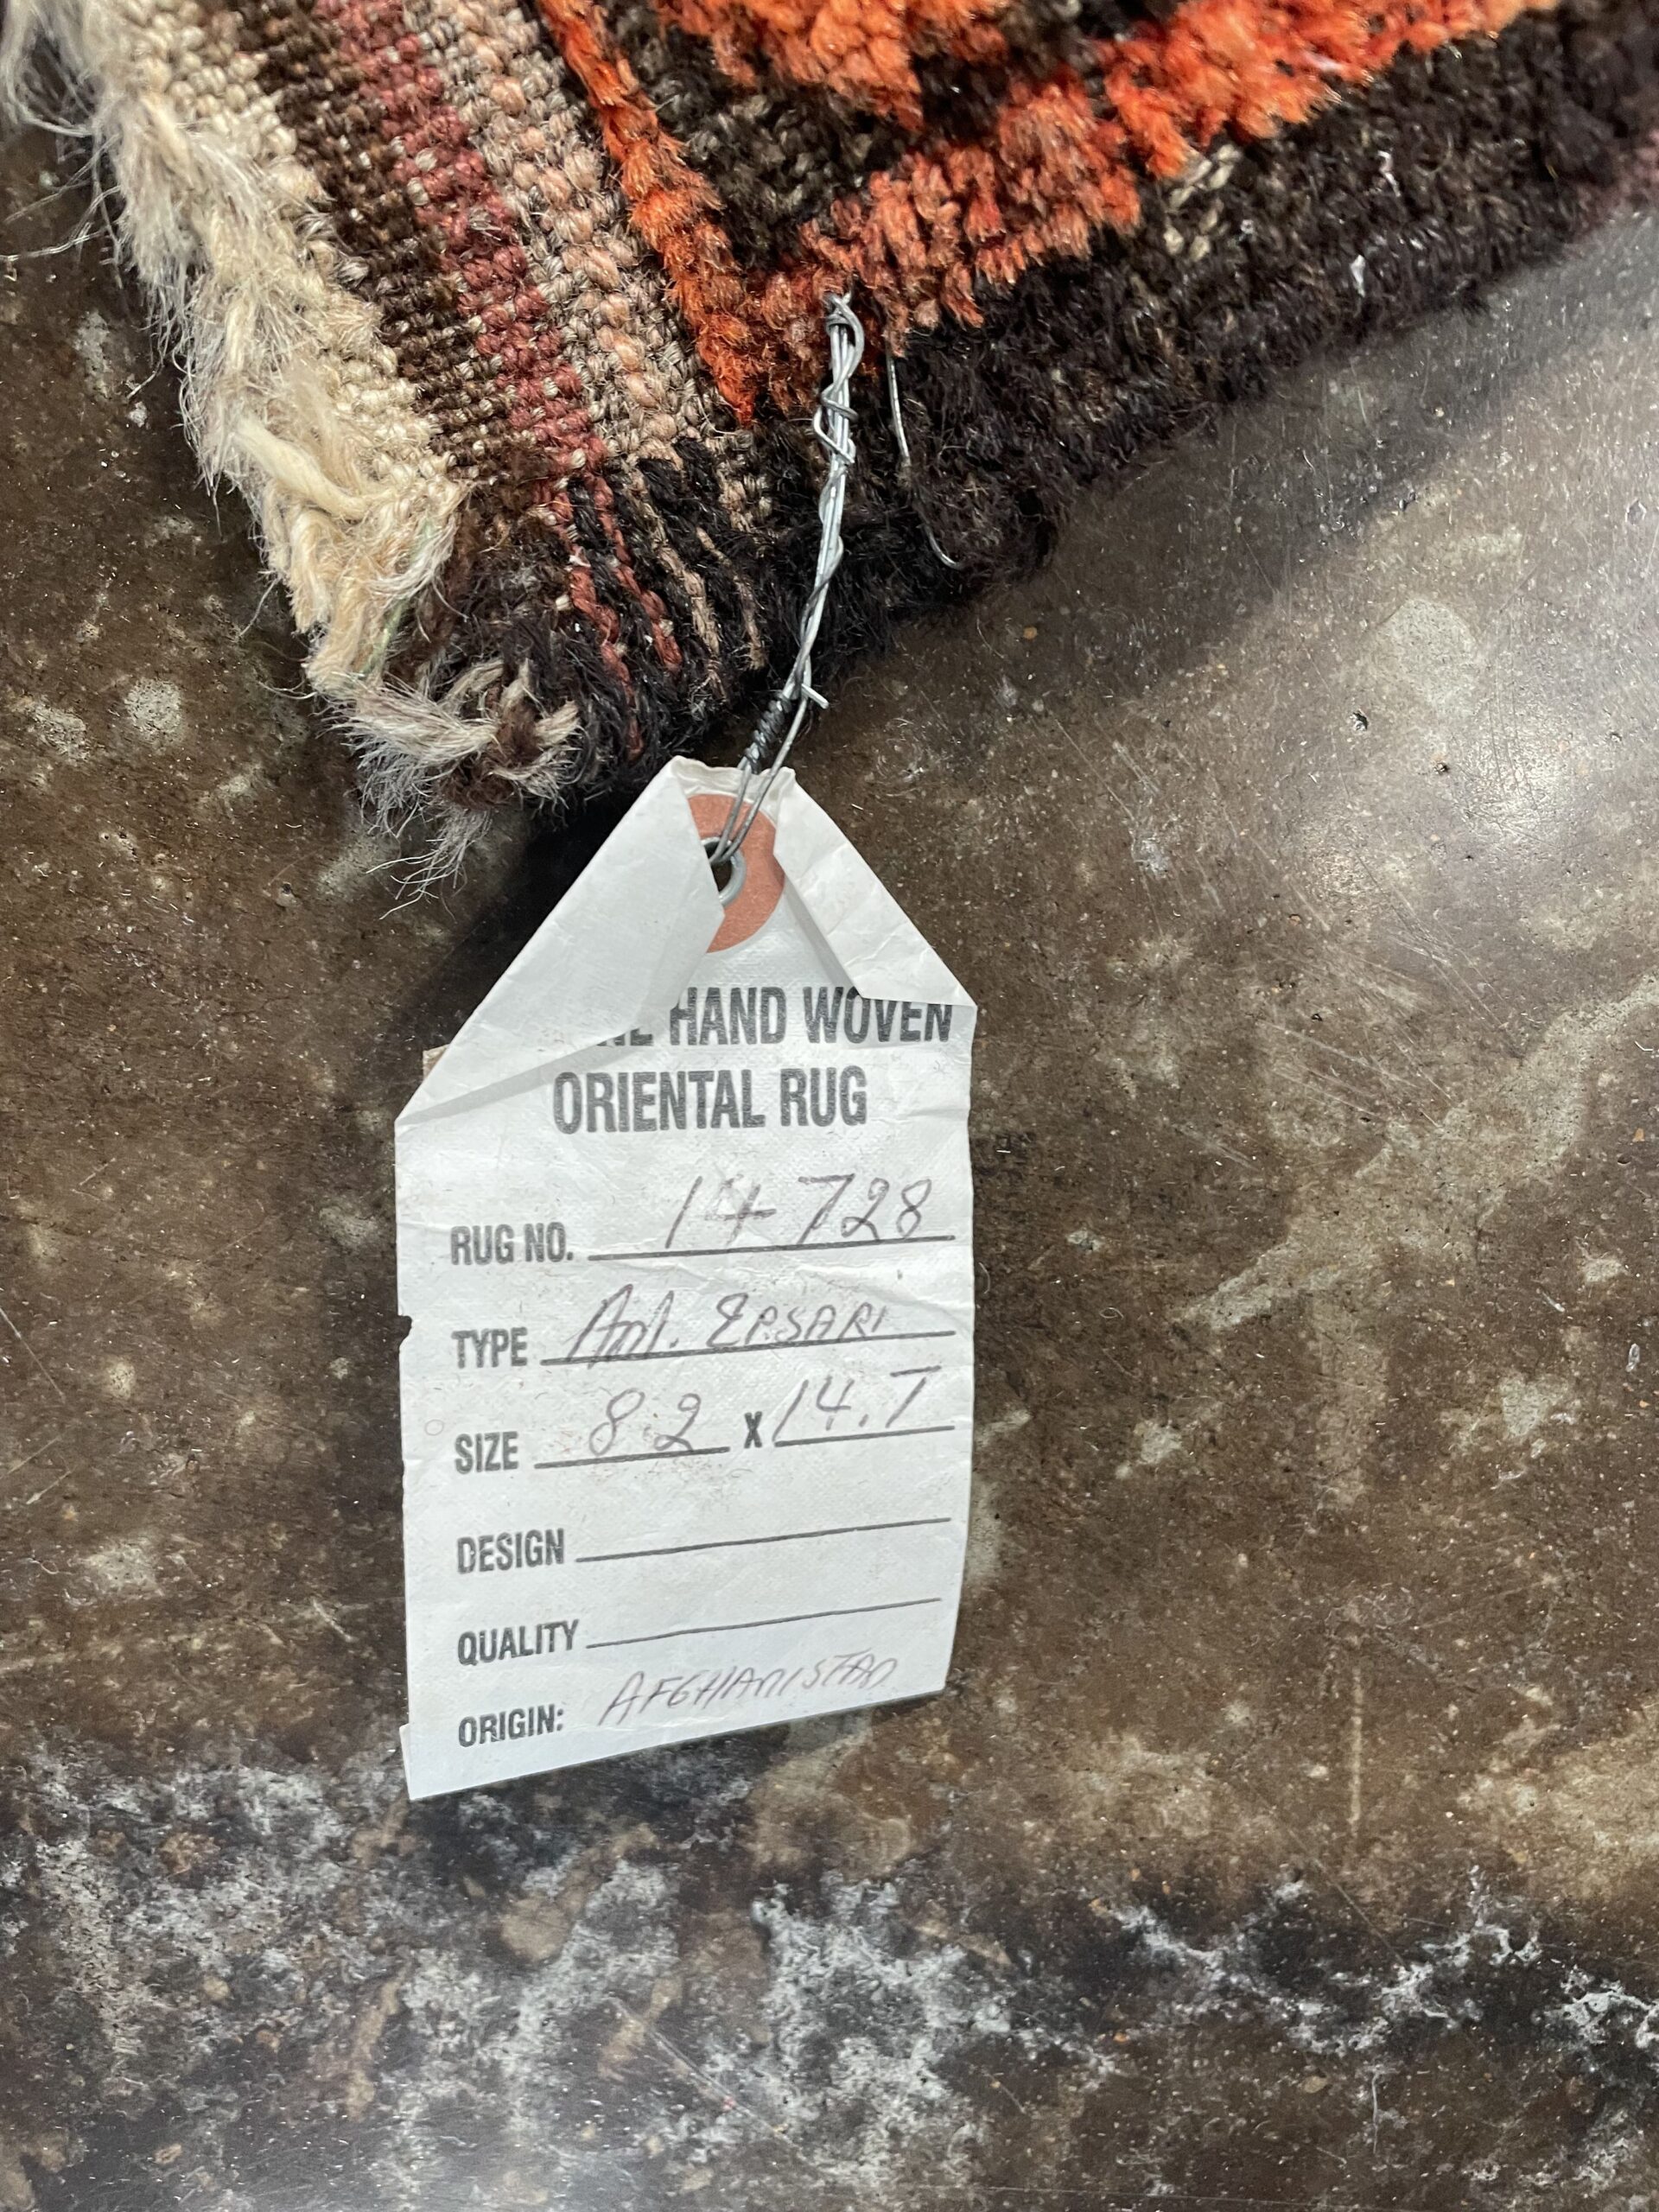 HAND WOVEN
ORIENTAL RUG
RUG NO. 14728
TYPE Ant. ERSARI
SIZE 8.2 X 14.7
DESIGN
QUALITY
ORIGIN: AFGHANISTAN